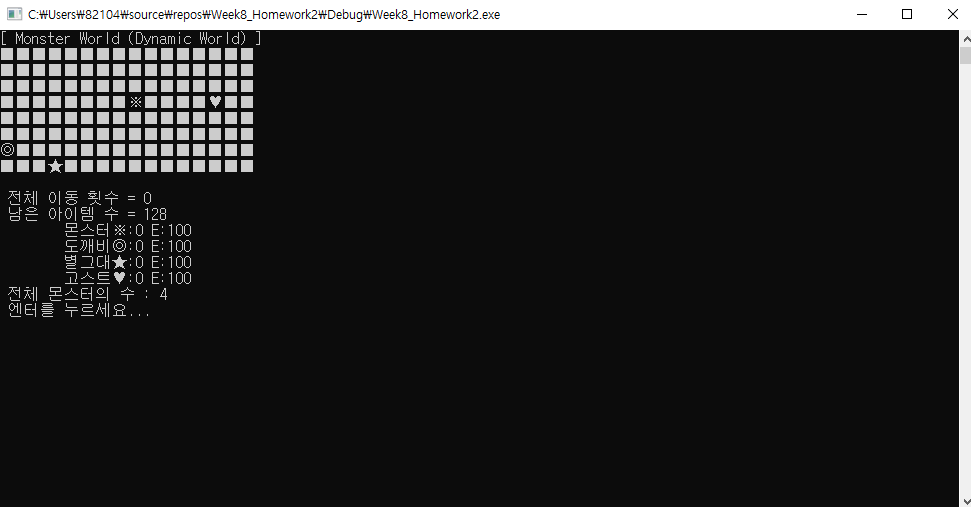 C:₩Users₩82104₩source₩repos₩Week8_Homework2₩Debug₩Week8_Homework2.exe
[ Monster World (Dynamic World) ]
■■■■■■■■■■■■■■■■
■■■■■■■■■■■■■■■■
■■■■■■■■■■■■■■■■
■■■■■■■■※■■■■♥■■
■■■■■■■■■■■■■■■■
■■■■■■■■■■■■■■■■
◎■■■■■■■■■■■■■■■
■■■★■■■■■■■■■■■■
전체 이동 횟수 = 0
남은 아이템 수 = 128
몬스터※:0 E:100
도깨비◎:0 E:100
별그대★:0 E:100
고스트♥:0 E:100
전체 몬스터의 수 : 4
엔터를 누르세요...